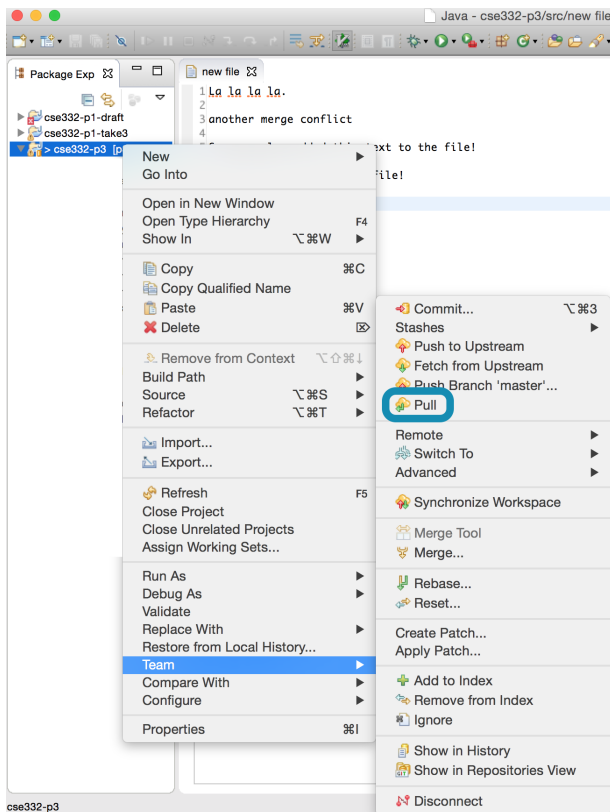 Java - cse332-p3/src/new file
Package Exp
new file
cse332-p1-draft
cse332-p1-take3
> cse332-p3 [p
1 La la la la.
2
3 another merge conflict
4
ext to the file!
file!
New
Go Into
Open in New Window
Open Type Hierarchy F4
Show In ⌥⌘W
Copy ⌘C
Copy Qualified Name
Paste ⌘V
Delete ⌦
Remove from Context ⌥⇧⌘↓
Build Path
Source ⌥⌘S
Refactor ⌥⌘T
Import...
Export...
Refresh F5
Close Project
Close Unrelated Projects
Assign Working Sets...
Run As
Debug As
Validate
Replace With
Restore from Local History...
Team
Compare With
Configure
Properties ⌘I
Commit... ⌥⌘3
Stashes
Push to Upstream
Fetch from Upstream
Push Branch 'master'...
Pull
Remote
Switch To
Advanced
Synchronize Workspace
Merge Tool
Merge...
Rebase...
Reset...
Create Patch...
Apply Patch...
Add to Index
Remove from Index
Ignore
Show in History
Show in Repositories View
Disconnect
cse332-p3